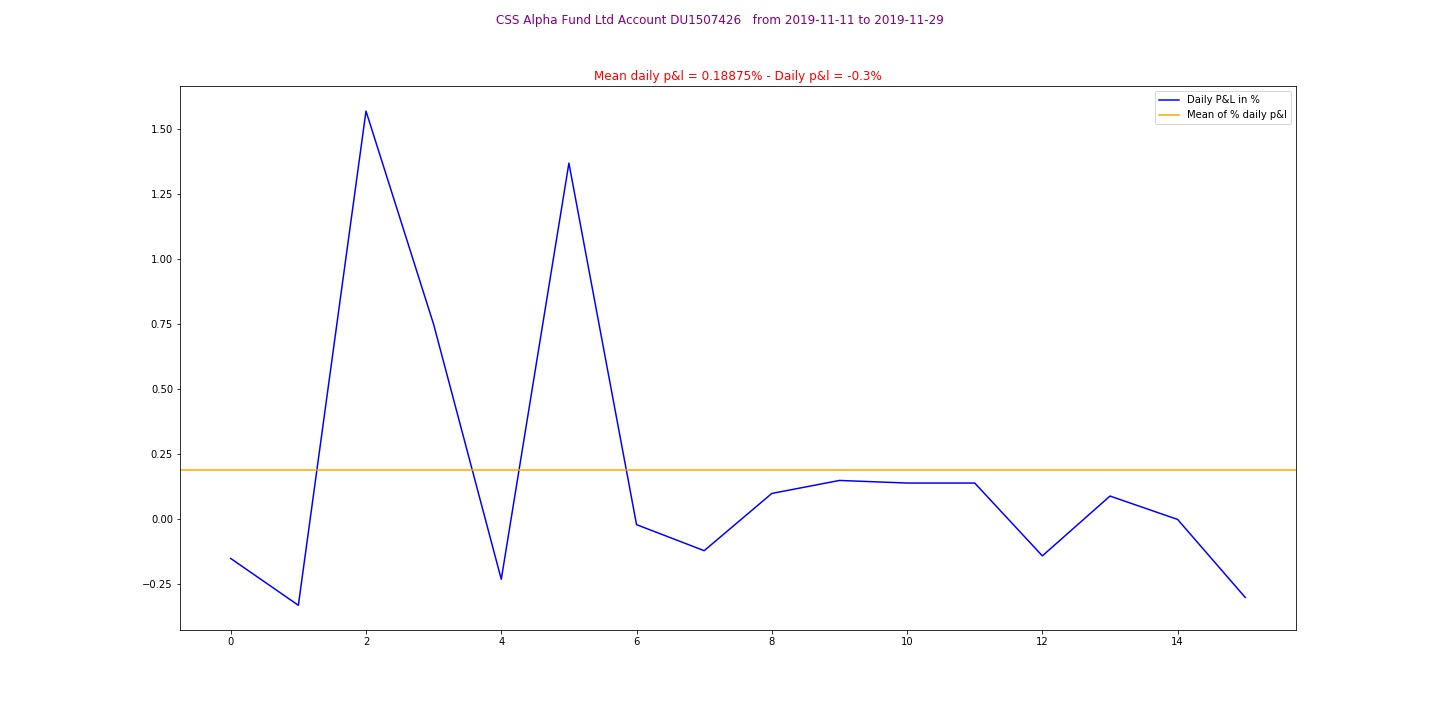 CSS Alpha Fund Ltd Account DU1507426   from 2019-11-11 to 2019-11-29
Mean daily p&l = 0.18875% - Daily p&l = -0.3%
Daily P&L in %
Mean of % daily p&l
1.50
1.25
1.00
0.75
0.50
0.25
0.00
−0.25
0 2 4 6 8 10 12 14